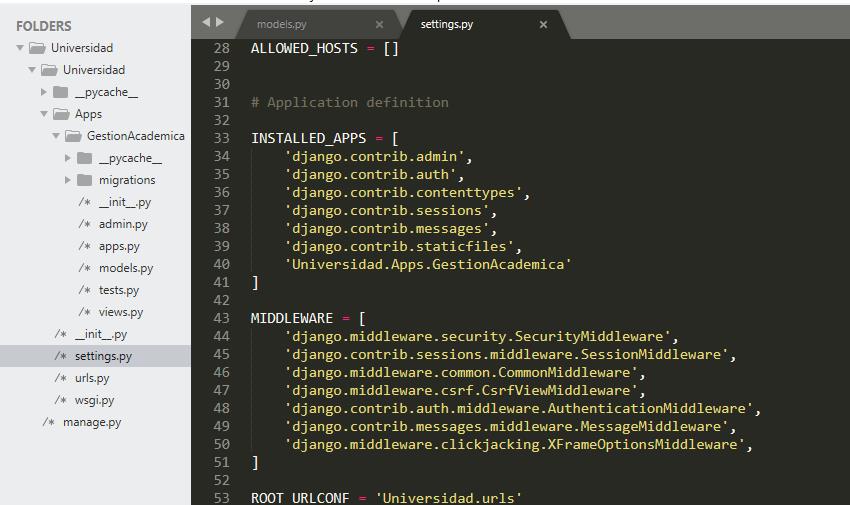 FOLDERS
Universidad
Universidad
__pycache__
Apps
GestionAcademica
__pycache__
migrations
/* __init__.py
/* admin.py
/* apps.py
/* models.py
/* tests.py
/* views.py
/* __init__.py
/* settings.py
/* urls.py
/* wsgi.py
/* manage.py
models.py × settings.py ×
28 ALLOWED_HOSTS = []
29
30
31 # Application definition
32
33 INSTALLED_APPS = [
34     'django.contrib.admin',
35     'django.contrib.auth',
36     'django.contrib.contenttypes',
37     'django.contrib.sessions',
38     'django.contrib.messages',
39     'django.contrib.staticfiles',
40     'Universidad.Apps.GestionAcademica'
41 ]
42
43 MIDDLEWARE = [
44     'django.middleware.security.SecurityMiddleware',
45     'django.contrib.sessions.middleware.SessionMiddleware',
46     'django.middleware.common.CommonMiddleware',
47     'django.middleware.csrf.CsrfViewMiddleware',
48     'django.contrib.auth.middleware.AuthenticationMiddleware',
49     'django.contrib.messages.middleware.MessageMiddleware',
50     'django.middleware.clickjacking.XFrameOptionsMiddleware',
51 ]
52
53 ROOT_URLCONF = 'Universidad.urls'